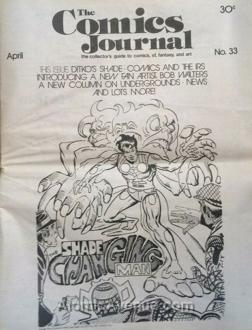 The 30¢
Comics
Journal
the collector's guide to comics, sf, fantasy, and art
April No. 33
THIS ISSUE: DITKO'S SHADE · COMICS AND THE IRS
INTRODUCING A NEW FAN ARTIST, BOB WALTERS
A NEW COLUMN ON UNDERGROUNDS · NEWS
AND LOTS MORE!
SHADE
THE
CHANGING
MAN